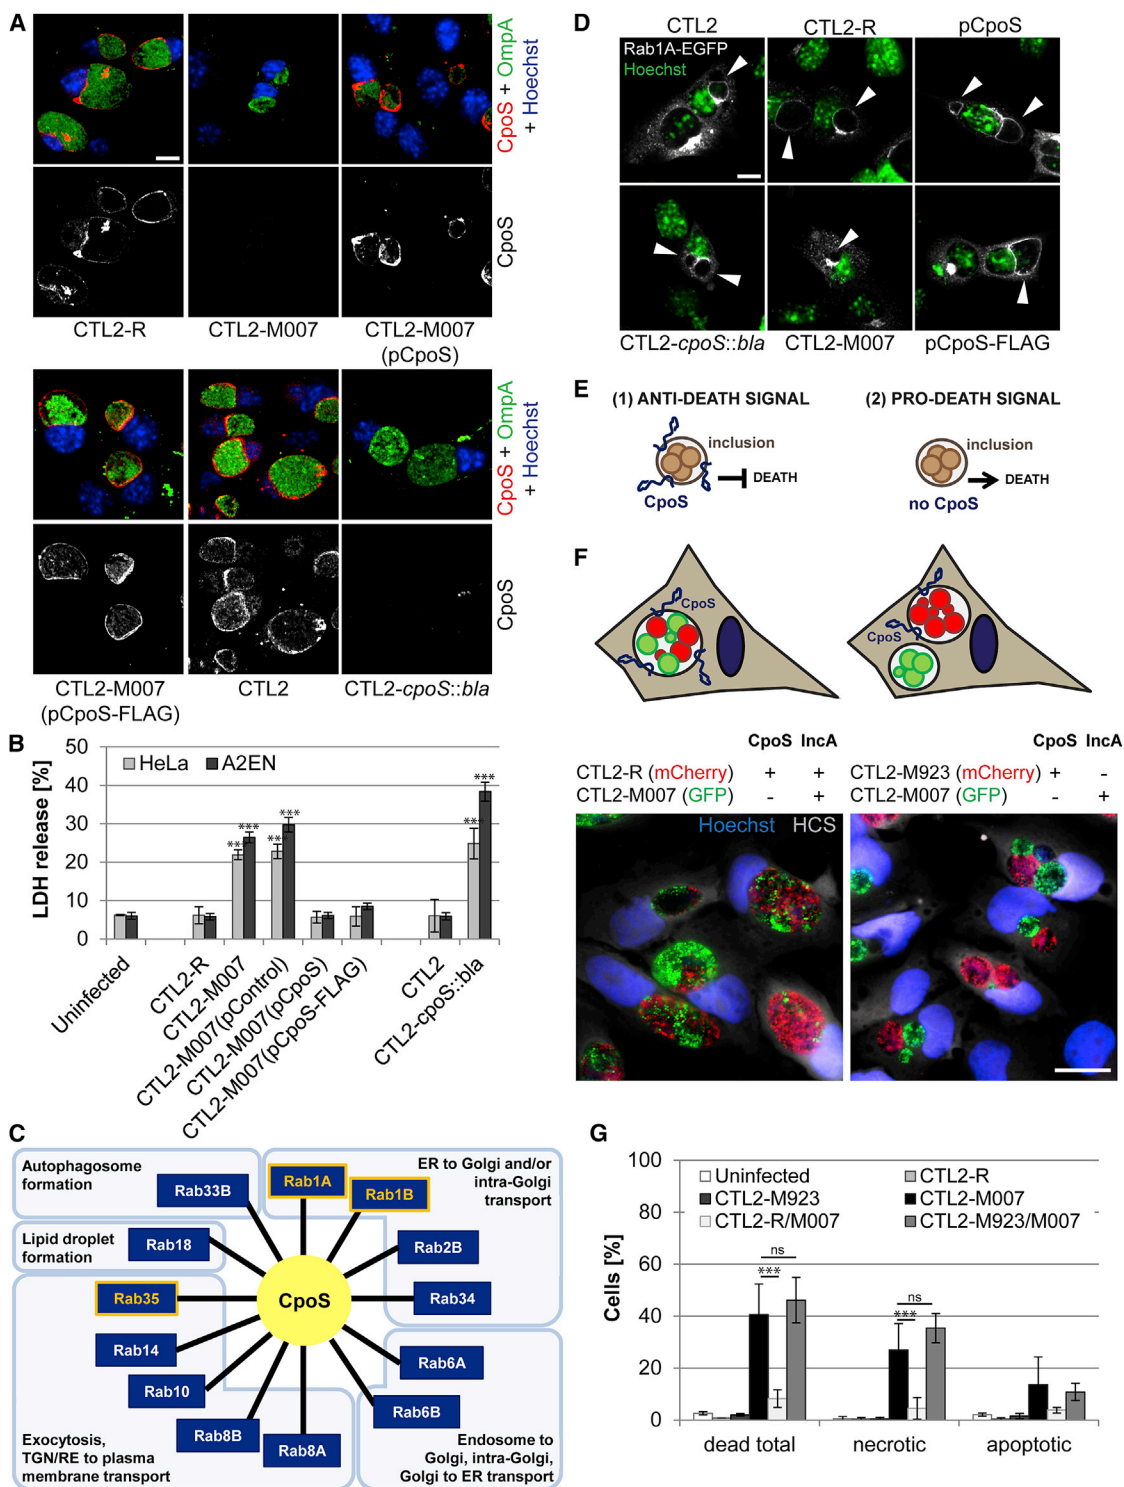 A
CpoS + OmpA
+ Hoechst
CpoS
CTL2-R
CTL2-M007
CTL2-M007
(pCpoS)
CpoS + OmpA
+ Hoechst
CpoS
CTL2-M007
(pCpoS-FLAG)
CTL2
CTL2-cpoS::bla
B
LDH release [%]
50
40
30
20
10
0
HeLa
A2EN
***
***
***
***
***
***
Uninfected
CTL2-R
CTL2-M007
CTL2-M007(pControl)
CTL2-M007(pCpoS)
CTL2-M007(pCpoS-FLAG)
CTL2
CTL2-cpoS::bla
C
Autophagosome
formation
Lipid droplet
formation
ER to Golgi and/or
intra-Golgi
transport
Rab33B
Rab1A
Rab1B
Rab18
Rab2B
Rab35
CpoS
Rab34
Rab14
Rab6A
Rab10
Rab6B
Rab8B
Rab8A
Exocytosis,
TGN/RE to plasma
membrane transport
Endosome to
Golgi, intra-Golgi,
Golgi to ER transport
D
CTL2
CTL2-R
pCpoS
Rab1A-EGFP
Hoechst
CTL2-cpoS::bla
CTL2-M007
pCpoS-FLAG
E
(1) ANTI-DEATH SIGNAL
(2) PRO-DEATH SIGNAL
inclusion
DEATH
CpoS
inclusion
DEATH
no CpoS
F
CpoS
CpoS
CpoS IncA
CTL2-R (mCherry) + +
CTL2-M007 (GFP) - +
CpoS IncA
CTL2-M923 (mCherry) + -
CTL2-M007 (GFP) - +
Hoechst HCS
G
Cells [%]
100
80
60
40
20
0
Uninfected
CTL2-R
CTL2-M923
CTL2-M007
CTL2-R/M007
CTL2-M923/M007
ns
***
ns
***
dead total
necrotic
apoptotic